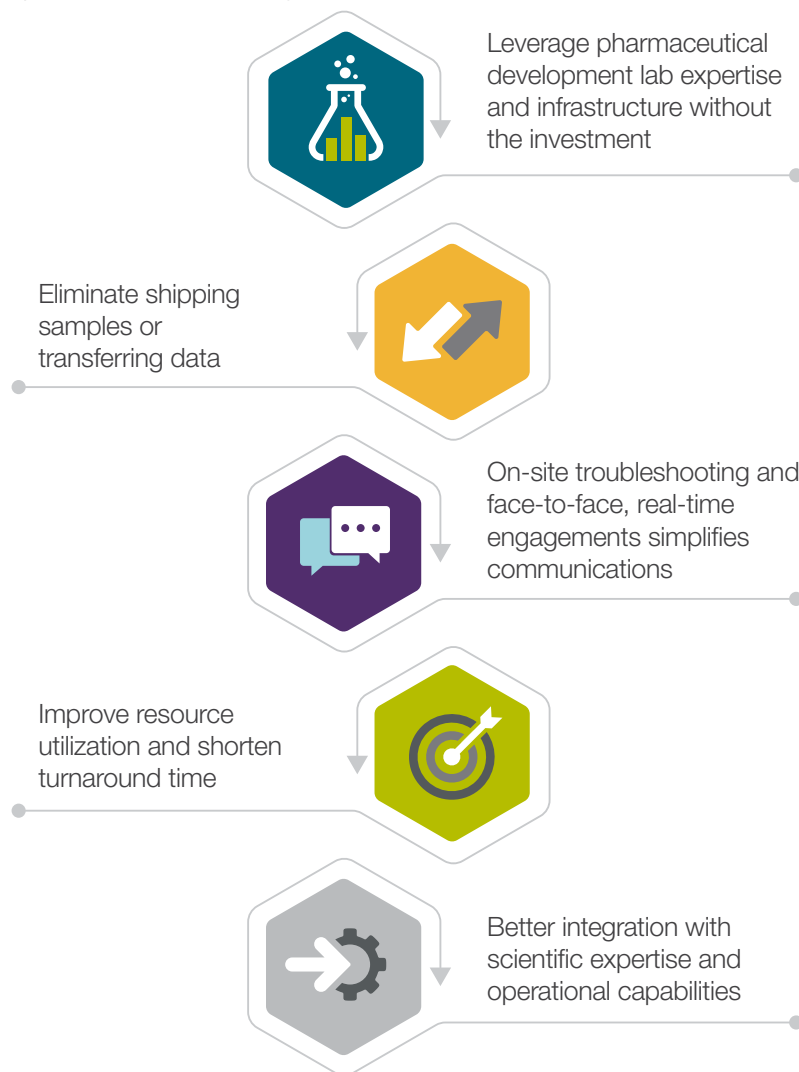 Leverage pharmaceutical
development lab expertise
and infrastructure without
the investment
Eliminate shipping
samples or
transferring data
On-site troubleshooting and
face-to-face, real-time
engagements simplifies
communications
Improve resource
utilization and shorten
turnaround time
Better integration with
scientific expertise and
operational capabilities